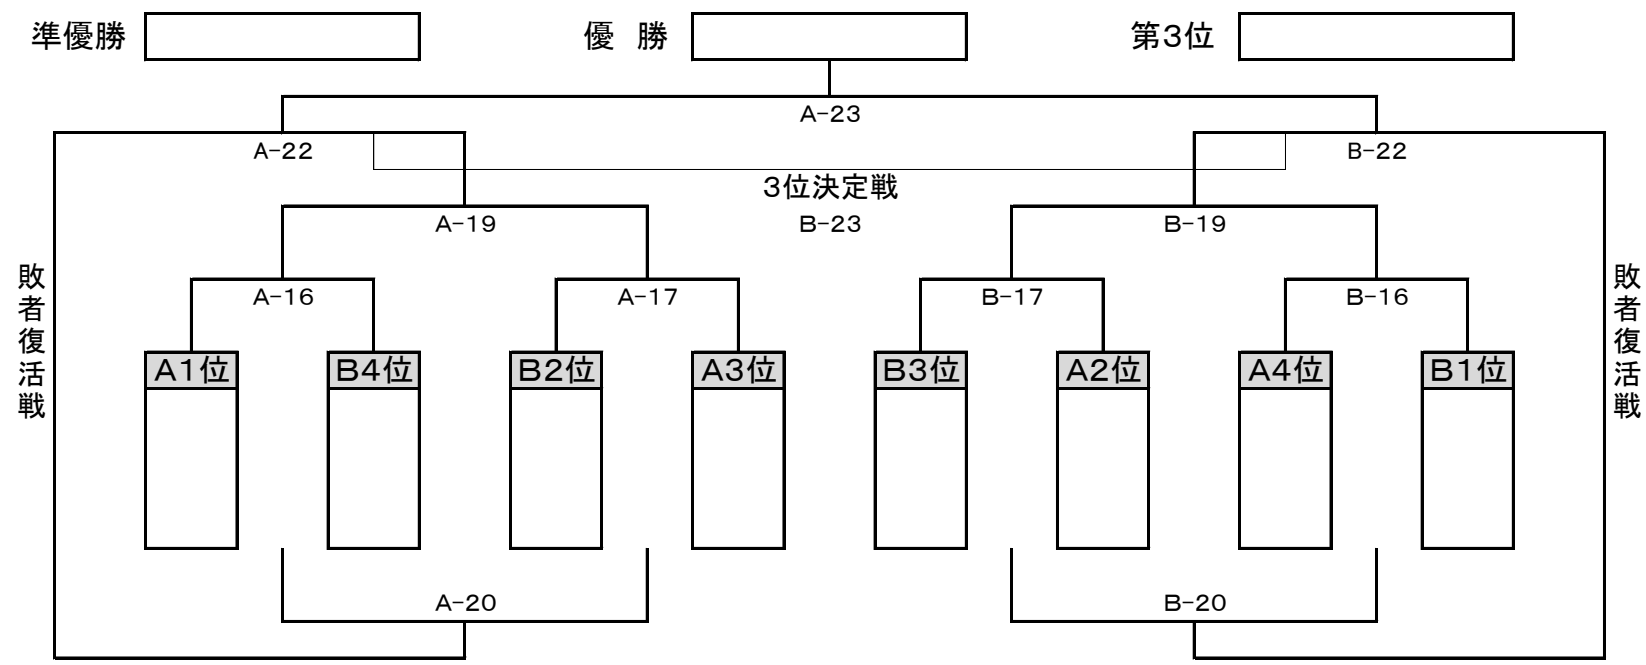 準優勝
優　勝
第3位
A-23
A-22
B-22
3位決定戦
A-19
B-23
B-19
敗者復活戦
敗者復活戦
A-16
A-17
B-17
B-16
A1位
B4位
B2位
A3位
B3位
A2位
A4位
B1位
A-20
B-20